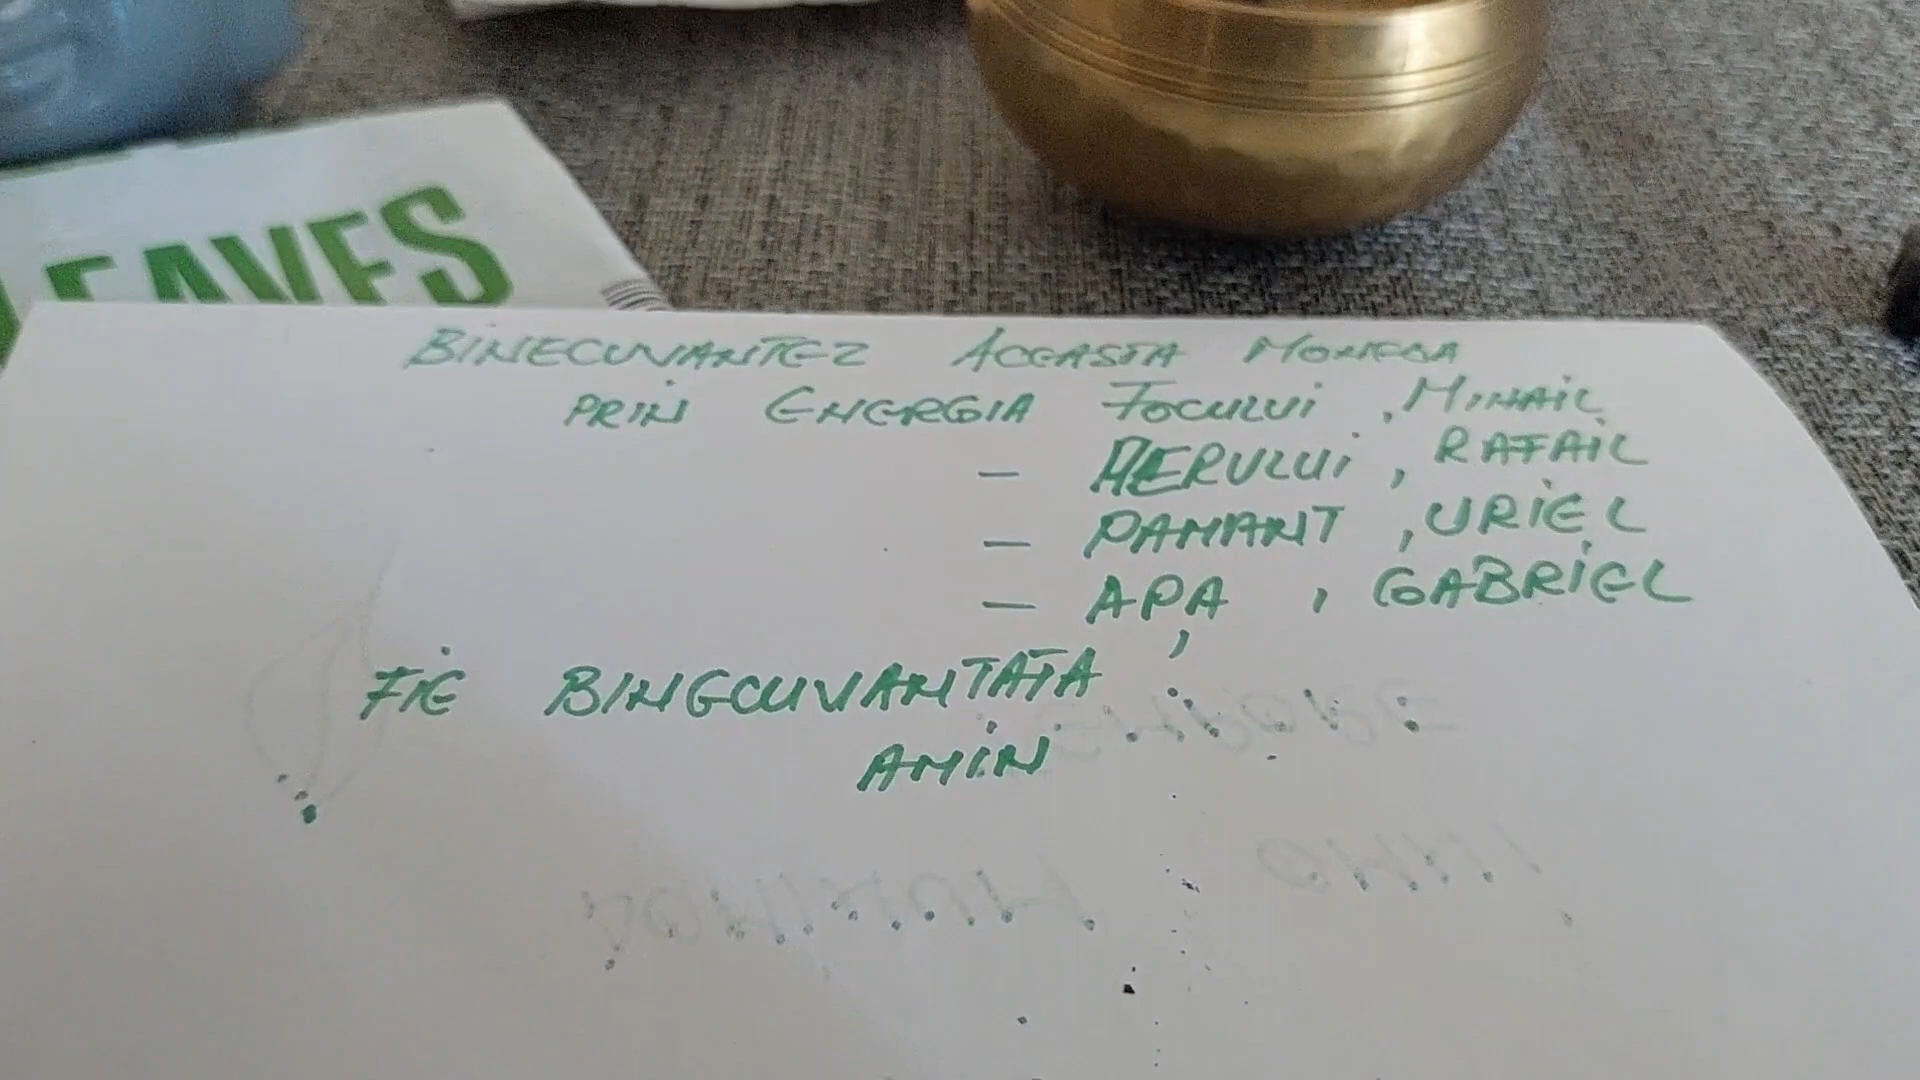 LEAVES
BINECUVANTEZ ACEASTA MONEDA
PRIN ENERGIA FOCULUI, MIHAIL
— AERULUI, RAFAIL
— PAMANT, URIEL
— APA, GABRIEL
FIE BINECUVANTATA,
AMIN